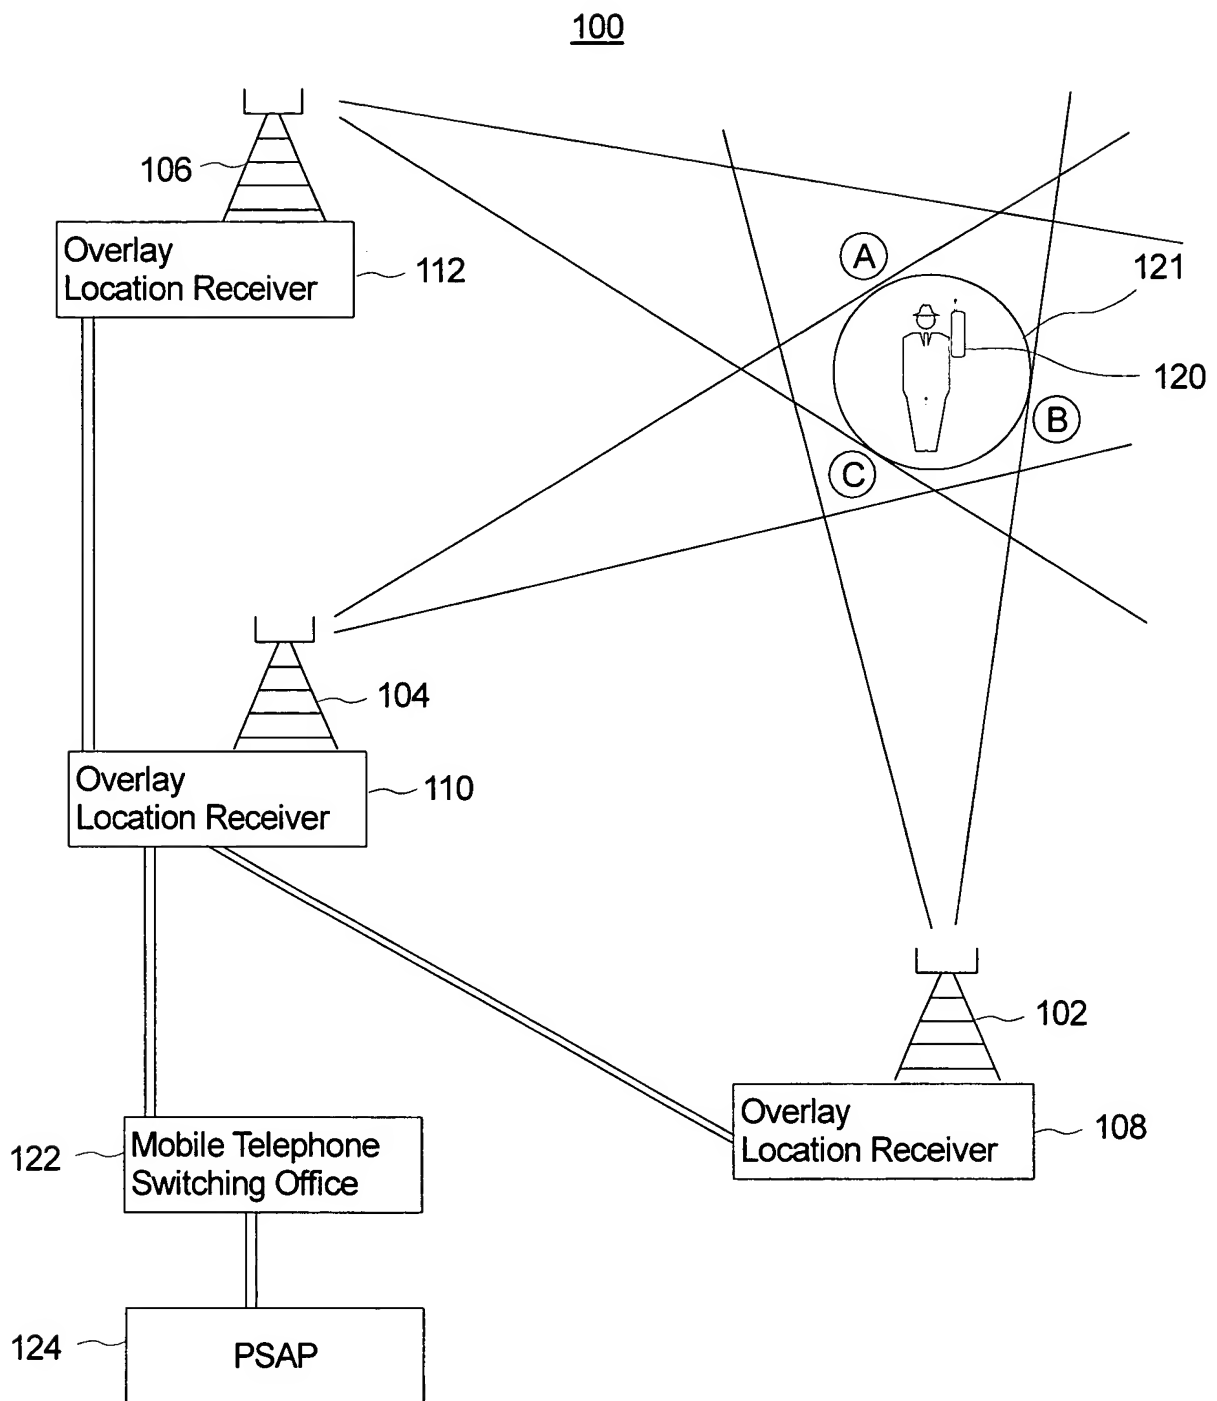 100
106
Overlay
Location Receiver
112
A
121
120
B
C
104
Overlay
Location Receiver
110
102
Overlay
Location Receiver
108
122
Mobile Telephone
Switching Office
124
PSAP